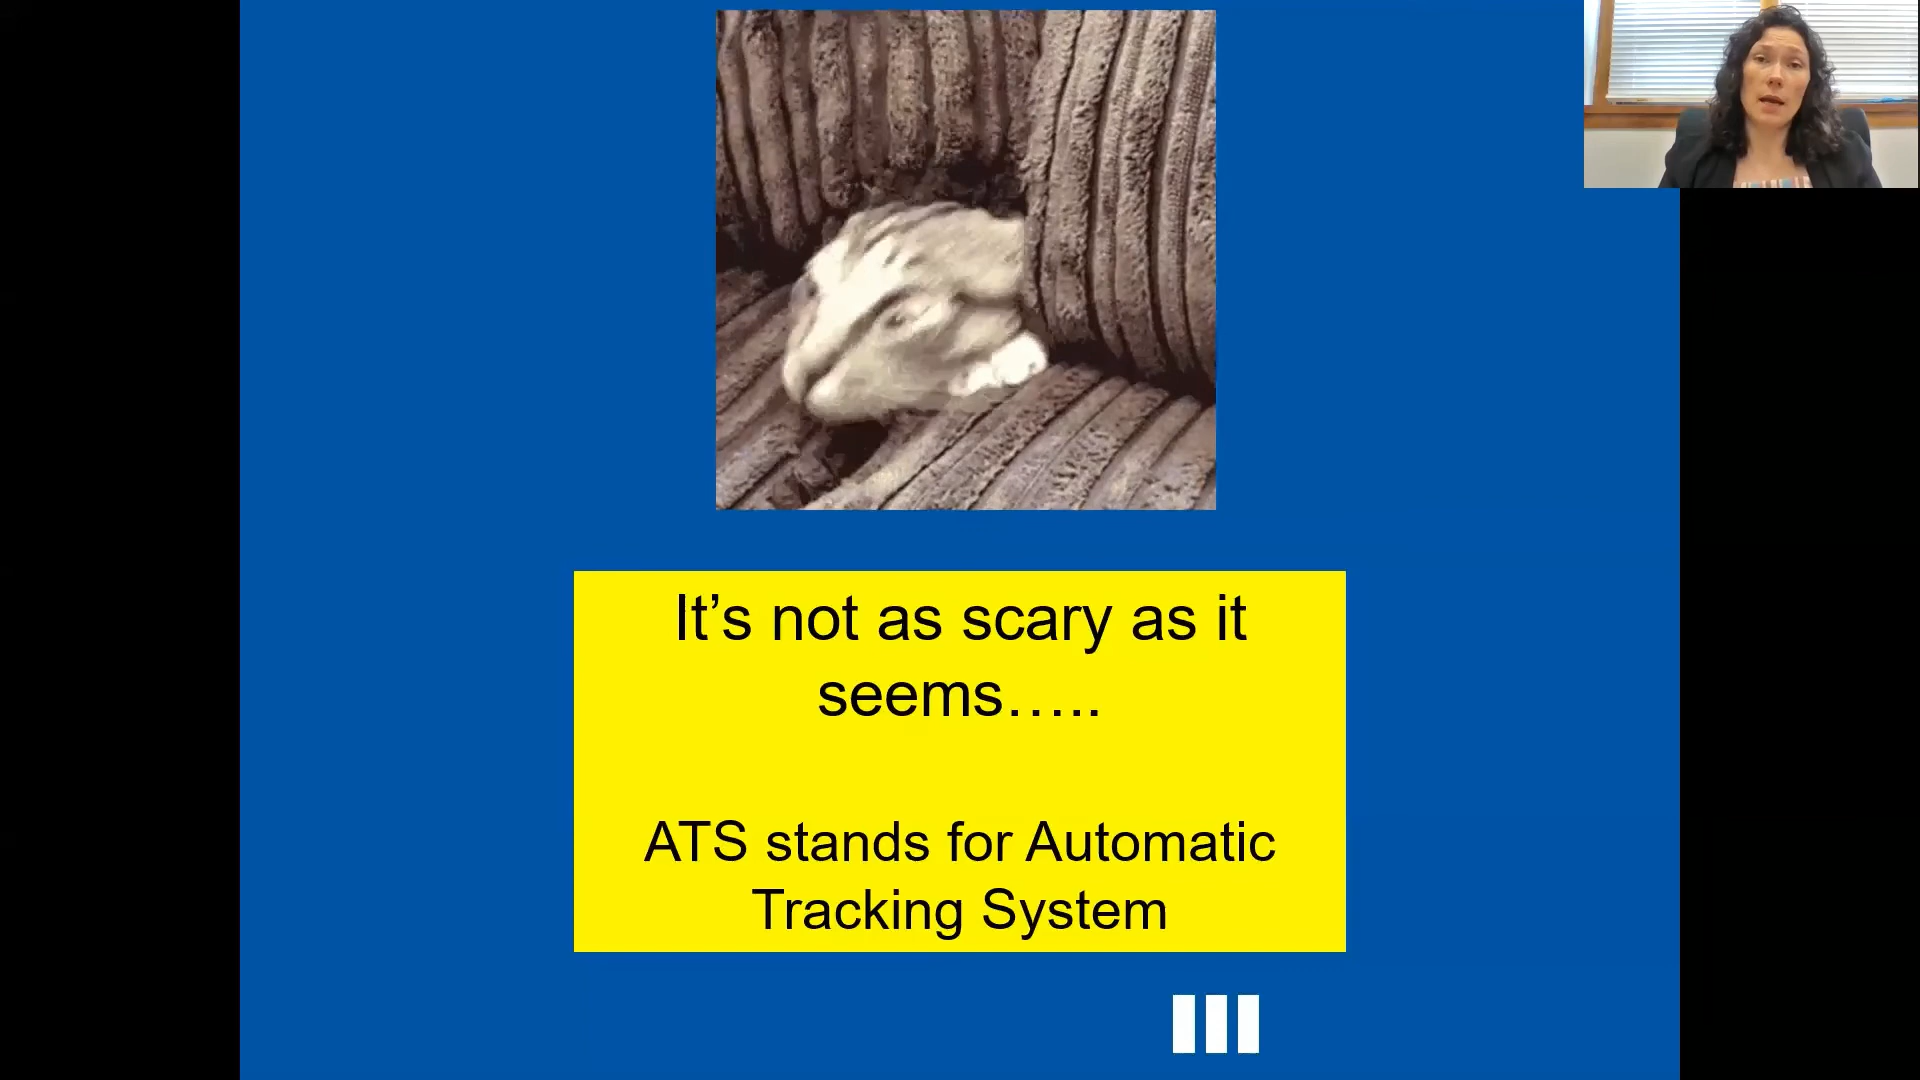 It’s not as scary as it
seems…..
ATS stands for Automatic
Tracking System